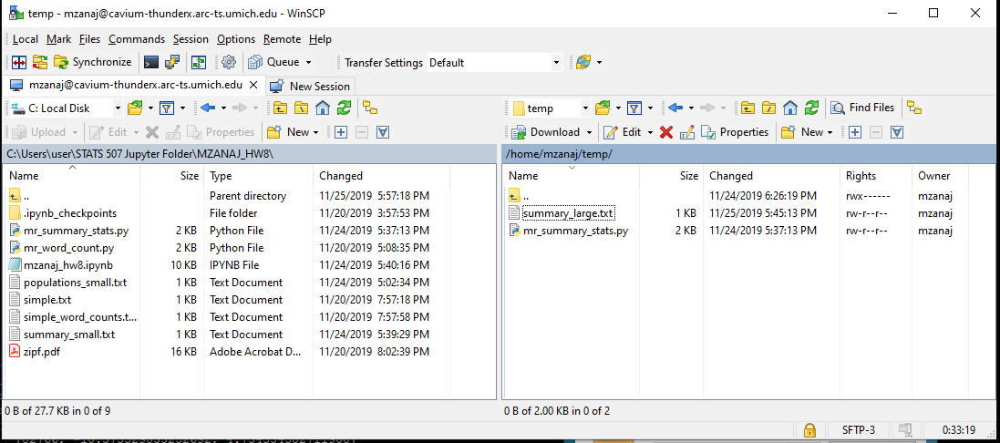 temp - mzanaj@cavium-thunderx.arc-ts.umich.edu - WinSCP
Local Mark Files Commands Session Options Remote Help
Synchronize Queue Transfer Settings Default
mzanaj@cavium-thunderx.arc-ts.umich.edu × New Session
C: Local Disk temp Find Files
Upload Edit Properties New Download Edit Properties New
C:\Users\user\STATS 507 Jupyter Folder\MZANAJ_HW8\ /home/mzanaj/temp/
Name Size Type Changed Name Size Changed Rights Owner
.. Parent directory 11/25/2019 5:57:18 PM .. 11/24/2019 6:26:19 PM rwx------ mzanaj
.ipynb_checkpoints File folder 11/20/2019 3:57:53 PM summary_large.txt 1 KB 11/25/2019 5:45:13 PM rw-r--r-- mzanaj
mr_summary_stats.py 2 KB Python File 11/24/2019 5:37:13 PM mr_summary_stats.py 2 KB 11/24/2019 5:37:13 PM rw-r--r-- mzanaj
mr_word_count.py 2 KB Python File 11/20/2019 5:08:35 PM
mzanaj_hw8.ipynb 10 KB IPYNB File 11/24/2019 5:40:16 PM
populations_small.txt 1 KB Text Document 11/24/2019 5:02:34 PM
simple.txt 1 KB Text Document 11/20/2019 7:57:18 PM
simple_word_counts.t... 1 KB Text Document 11/20/2019 7:57:58 PM
summary_small.txt 1 KB Text Document 11/24/2019 5:39:29 PM
zipf.pdf 16 KB Adobe Acrobat D... 11/20/2019 8:02:39 PM
0 B of 27.7 KB in 0 of 9 0 B of 2.00 KB in 0 of 2
SFTP-3 0:33:19